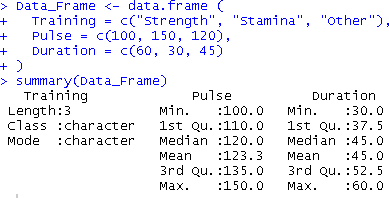 > Data_Frame <- data.frame (
+   Training = c("Strength", "Stamina", "Other"),
+   Pulse = c(100, 150, 120),
+   Duration = c(60, 30, 45)
+ )
> summary(Data_Frame)
   Training             Pulse          Duration
 Length:3           Min.   :100.0   Min.   :30.0
 Class :character   1st Qu.:110.0   1st Qu.:37.5
 Mode  :character   Median :120.0   Median :45.0
                    Mean   :123.3   Mean   :45.0
                    3rd Qu.:135.0   3rd Qu.:52.5
                    Max.   :150.0   Max.   :60.0